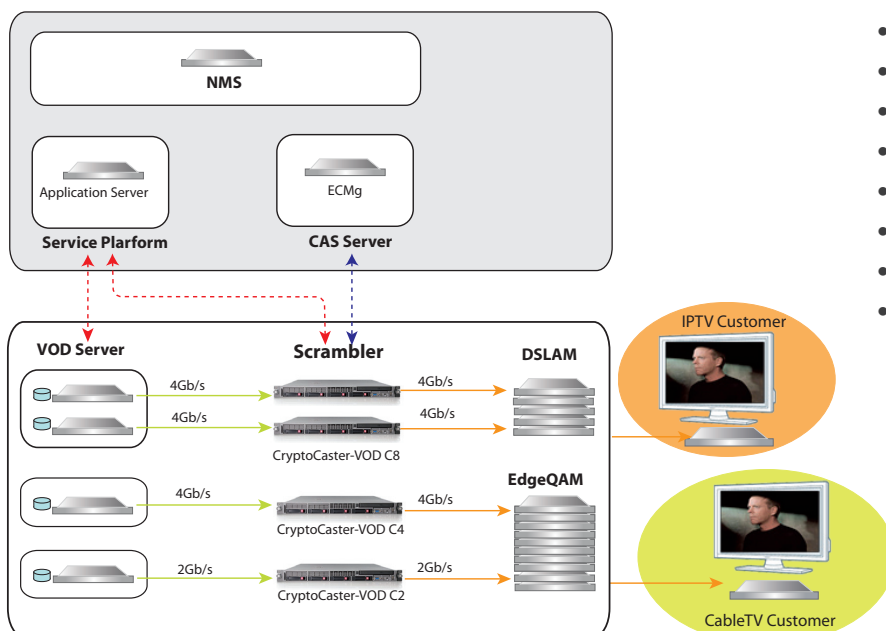 NMS
Application Server
ECMg
Service Plarform
CAS Server
VOD Server
Scrambler
DSLAM
IPTV Customer
4Gb/s
4Gb/s
4Gb/s
4Gb/s
CryptoCaster-VOD C8
EdgeQAM
4Gb/s
4Gb/s
CryptoCaster-VOD C4
2Gb/s
2Gb/s
CryptoCaster-VOD C2
CableTV Customer